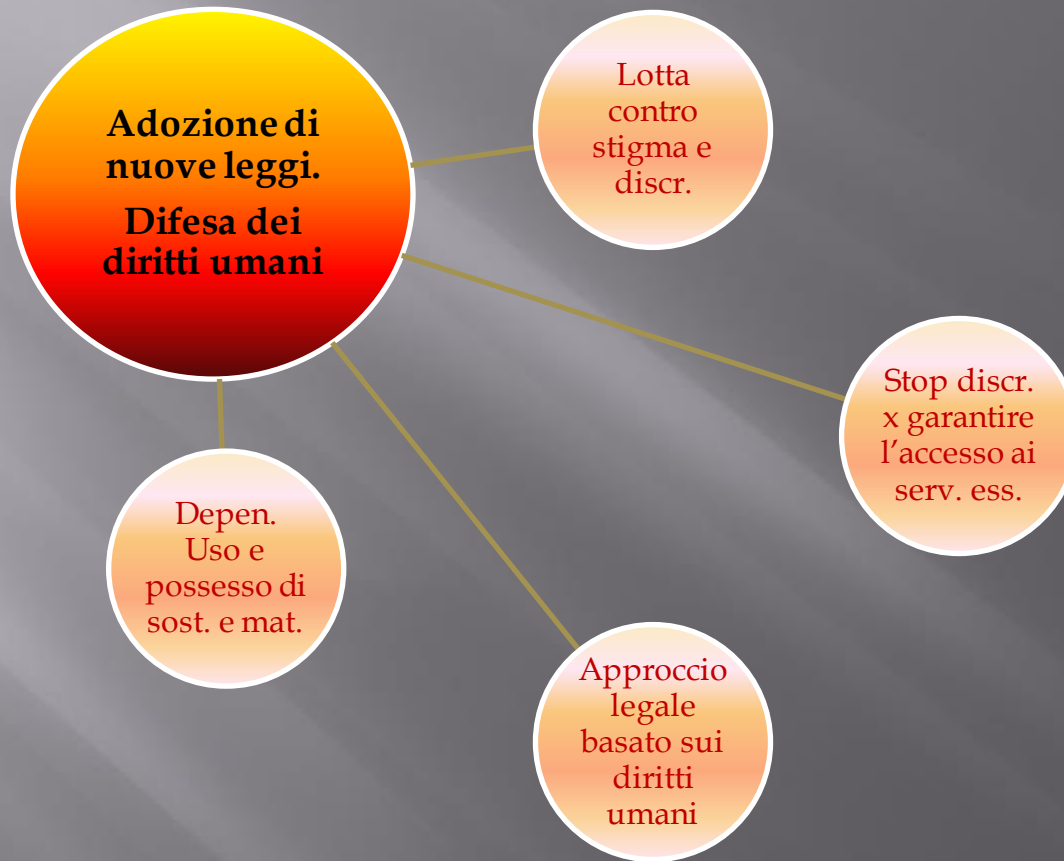 Adozione di
nuove leggi.
Difesa dei
diritti umani
Lotta
contro
stigma e
discr.
Stop discr.
x garantire
l’accesso ai
serv. ess.
Approccio
legale
basato sui
diritti
umani
Depen.
Uso e
possesso di
sost. e mat.